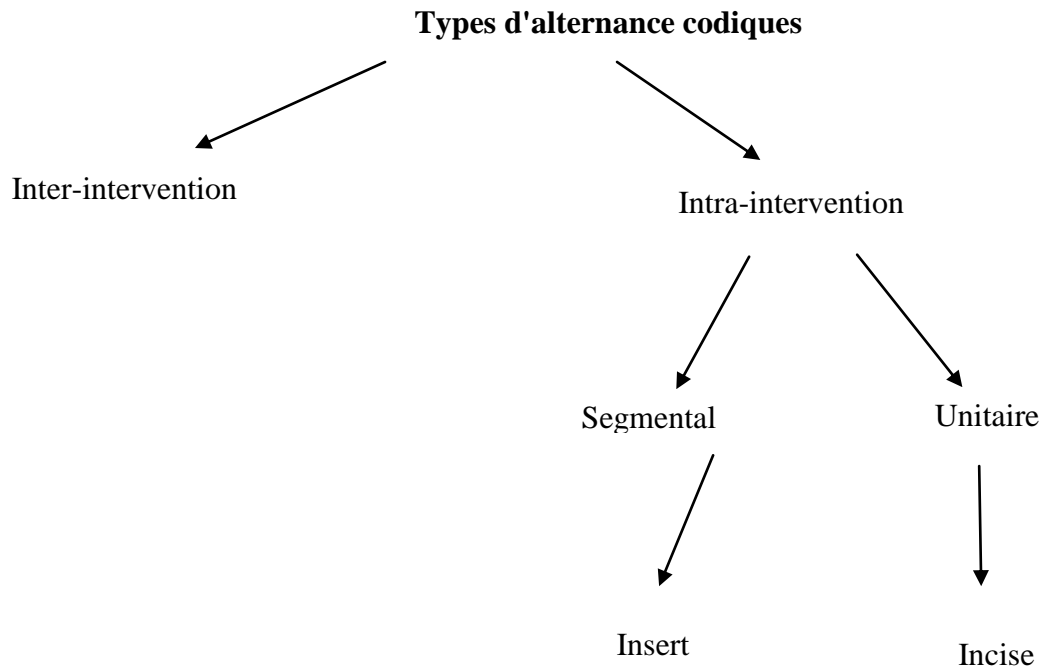 Types d'alternance codiques
Inter-intervention
Intra-intervention
Segmental
Unitaire
Insert
Incise